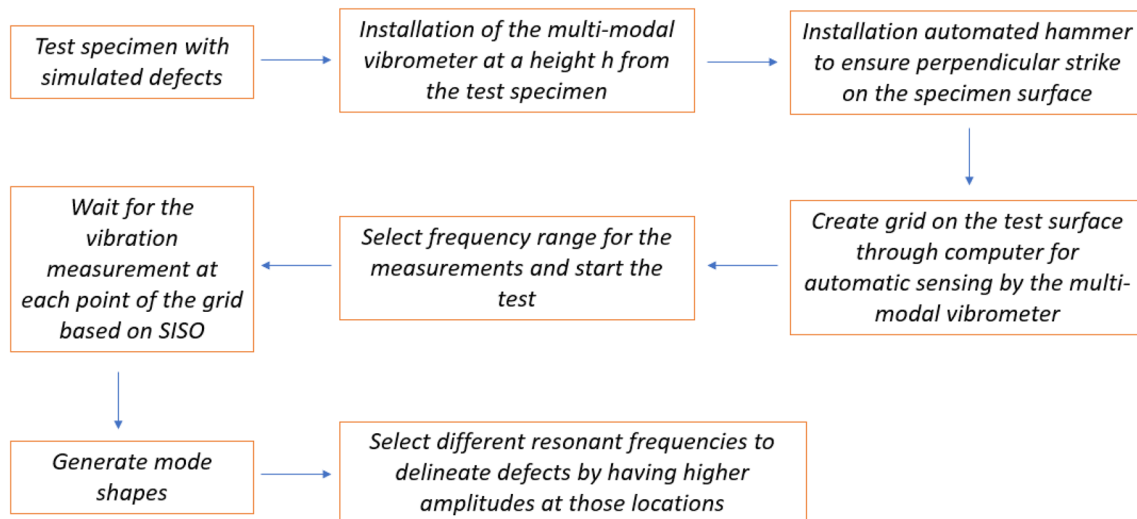 Test specimen with
simulated defects
Installation of the multi-modal
vibrometer at a height h from
the test specimen
Installation automated hammer
to ensure perpendicular strike
on the specimen surface
Create grid on the test surface
through computer for
automatic sensing by the multi-
modal vibrometer
Select frequency range for the
measurements and start the
test
Wait for the
vibration
measurement at
each point of the grid
based on SISO
Generate mode
shapes
Select different resonant frequencies to
delineate defects by having higher
amplitudes at those locations